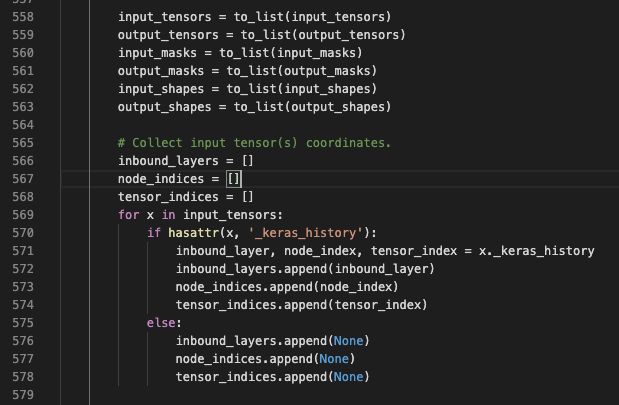 558 input_tensors = to_list(input_tensors)
559 output_tensors = to_list(output_tensors)
560 input_masks = to_list(input_masks)
561 output_masks = to_list(output_masks)
562 input_shapes = to_list(input_shapes)
563 output_shapes = to_list(output_shapes)
564
565 # Collect input tensor(s) coordinates.
566 inbound_layers = []
567 node_indices = []
568 tensor_indices = []
569 for x in input_tensors:
570 if hasattr(x, '_keras_history'):
571 inbound_layer, node_index, tensor_index = x._keras_history
572 inbound_layers.append(inbound_layer)
573 node_indices.append(node_index)
574 tensor_indices.append(tensor_index)
575 else:
576 inbound_layers.append(None)
577 node_indices.append(None)
578 tensor_indices.append(None)
579